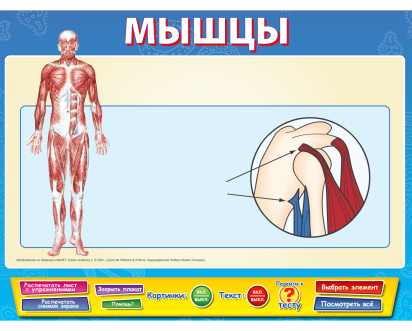 МЫШЦЫ
Распечатать лист
с упражнениями
Закрыть плакат
Картинки:
ВКЛ.
ВЫКЛ.
Текст:
ВКЛ.
ВЫКЛ.
Перейти к
?
тесту
Выбрать элемент
Распечатать
снимок экрана
Помощь?
Посмотреть всё